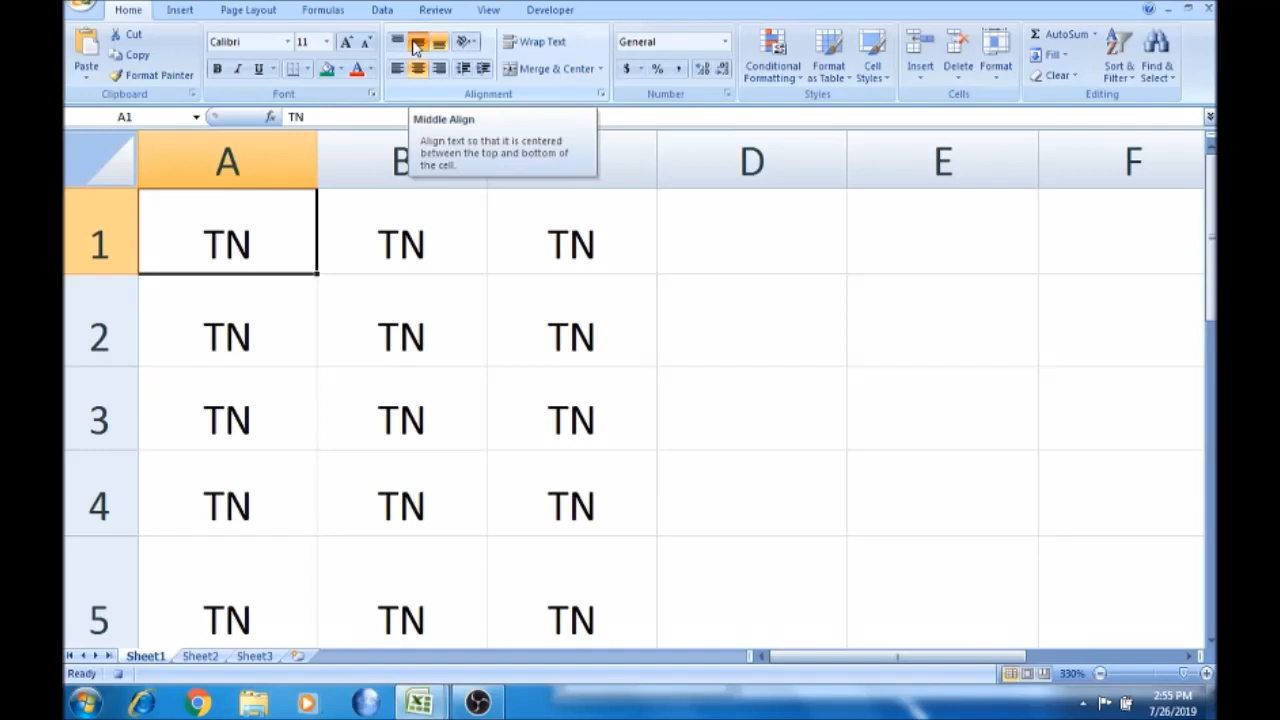 Home Insert Page Layout Formulas Data Review View Developer
Cut
Copy
Format Painter
Paste
Clipboard
Calibri 11
B I U
Font
Wrap Text
Merge & Center
Alignment
General
$ % ,
Number
Conditional Formatting
Format as Table
Cell Styles
Styles
Insert Delete Format
Cells
Σ AutoSum
Fill
Clear
Sort & Filter
Find & Select
Editing
A1 fx TN
Middle Align
Align text so that it is centered
between the top and bottom of
the cell.
A B D E F
1 TN TN TN
2 TN TN TN
3 TN TN TN
4 TN TN TN
5 TN TN TN
Sheet1 Sheet2 Sheet3
Ready 330%
2:55 PM
7/26/2019